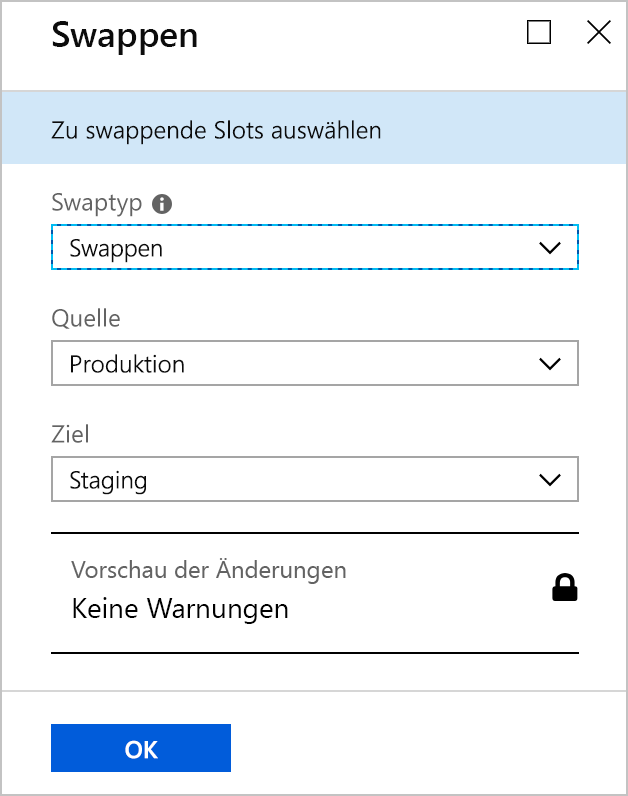 Swappen
Zu swappende Slots auswählen
Swaptyp
Swappen
Quelle
Produktion
Ziel
Staging
Vorschau der Änderungen
Keine Warnungen
OK